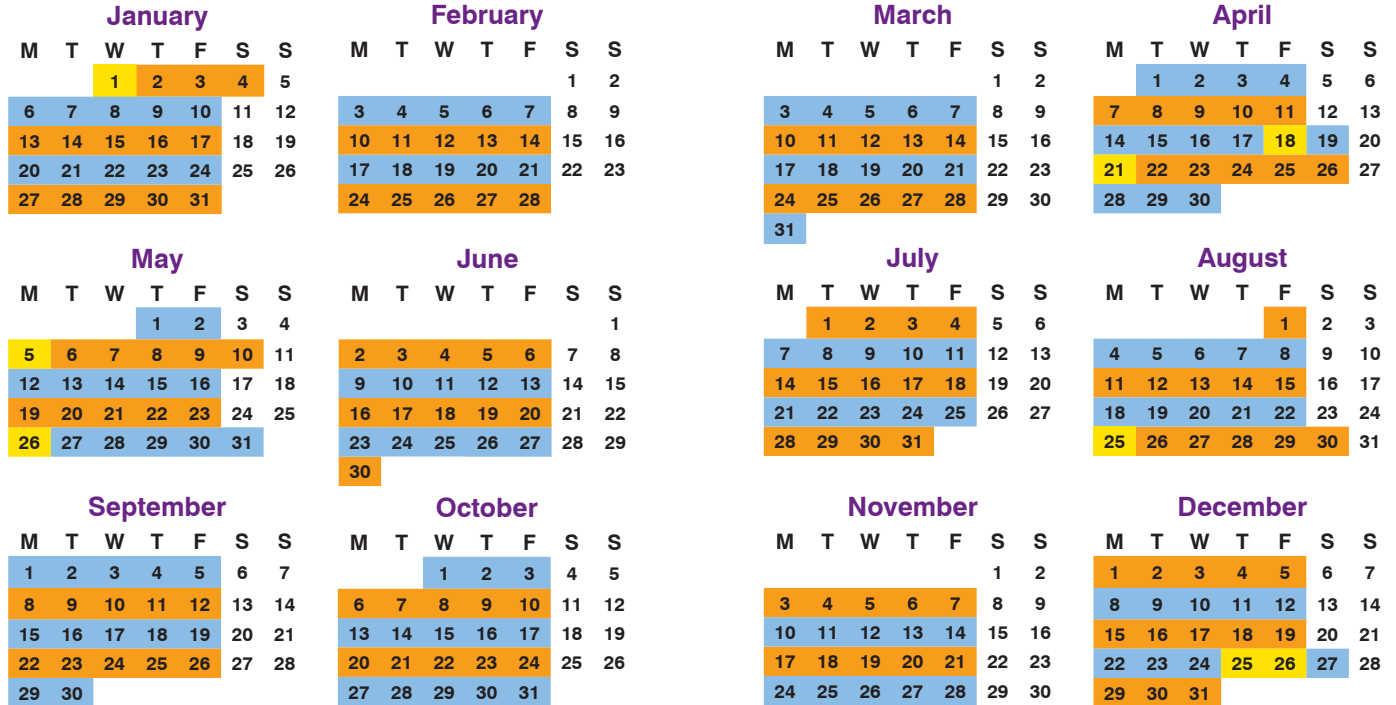 January February March April
M T W T F S S M T W T F S S M T W T F S S M T W T F S S
1 2 3 4 5 1 2 1 2 1 2 3 4 5 6
6 7 8 9 10 11 12 3 4 5 6 7 8 9 3 4 5 6 7 8 9 7 8 9 10 11 12 13
13 14 15 16 17 18 19 10 11 12 13 14 15 16 10 11 12 13 14 15 16 14 15 16 17 18 19 20
20 21 22 23 24 25 26 17 18 19 20 21 22 23 17 18 19 20 21 22 23 21 22 23 24 25 26 27
27 28 29 30 31 24 25 26 27 28 24 25 26 27 28 29 30 28 29 30
31
May June July August
M T W T F S S M T W T F S S M T W T F S S M T W T F S S
1 2 3 4 1 1 2 3 4 5 6 1 2 3
5 6 7 8 9 10 11 2 3 4 5 6 7 8 7 8 9 10 11 12 13 4 5 6 7 8 9 10
12 13 14 15 16 17 18 9 10 11 12 13 14 15 14 15 16 17 18 19 20 11 12 13 14 15 16 17
19 20 21 22 23 24 25 16 17 18 19 20 21 22 21 22 23 24 25 26 27 18 19 20 21 22 23 24
26 27 28 29 30 31 23 24 25 26 27 28 29 28 29 30 31 25 26 27 28 29 30 31
30
September October November December
M T W T F S S M T W T F S S M T W T F S S M T W T F S S
1 2 3 4 5 6 7 1 2 3 4 5 1 2 1 2 3 4 5 6 7
8 9 10 11 12 13 14 6 7 8 9 10 11 12 3 4 5 6 7 8 9 8 9 10 11 12 13 14
15 16 17 18 19 20 21 13 14 15 16 17 18 19 10 11 12 13 14 15 16 15 16 17 18 19 20 21
22 23 24 25 26 27 28 20 21 22 23 24 25 26 17 18 19 20 21 22 23 22 23 24 25 26 27 28
29 30 27 28 29 30 31 24 25 26 27 28 29 30 29 30 31